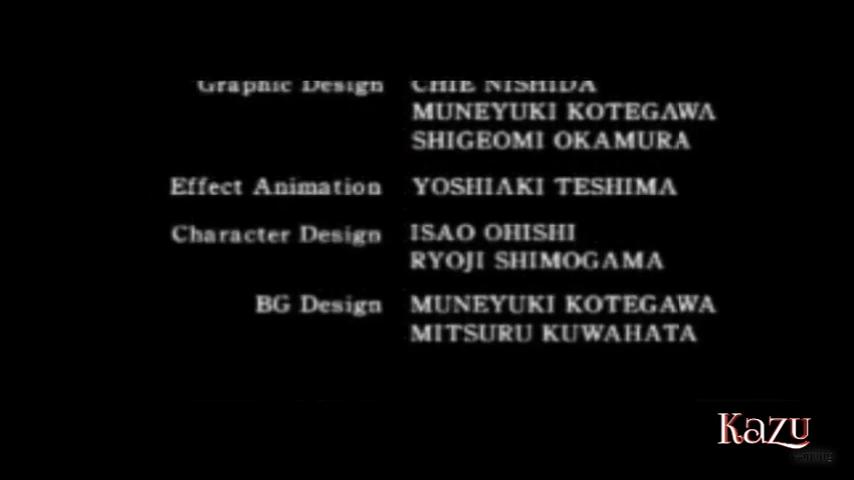 Graphic Design CHIE NISHIDA
MUNEYUKI KOTEGAWA
SHIGEOMI OKAMURA
Effect Animation YOSHIAKI TESHIMA
Character Design ISAO OHISHI
RYOJI SHIMOGAMA
BG Design MUNEYUKI KOTEGAWA
MITSURU KUWAHATA
Kazu